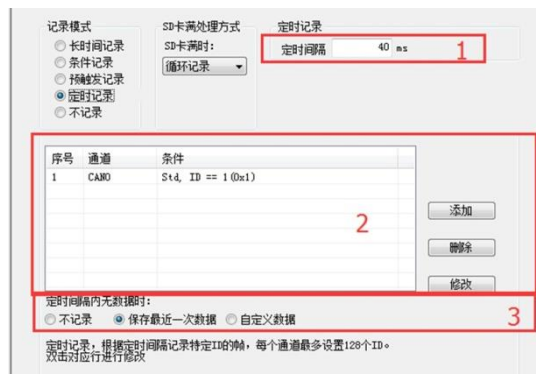 记录模式
SD卡满处理方式
定时记录
长时间记录
SD卡满时:
定时间隔 40 ms
1
条件记录
循环记录
预触发记录
定时记录
不记录
序号 通道 条件
1 CAN0 Std, ID == 1(0x1)
2
添加
删除
修改
定时间隔内无数据时:
不记录 保存最近一次数据 自定义数据
3
定时记录，根据定时间隔记录特定ID的帧，每个通道最多设置128个ID。
双击对应行进行修改